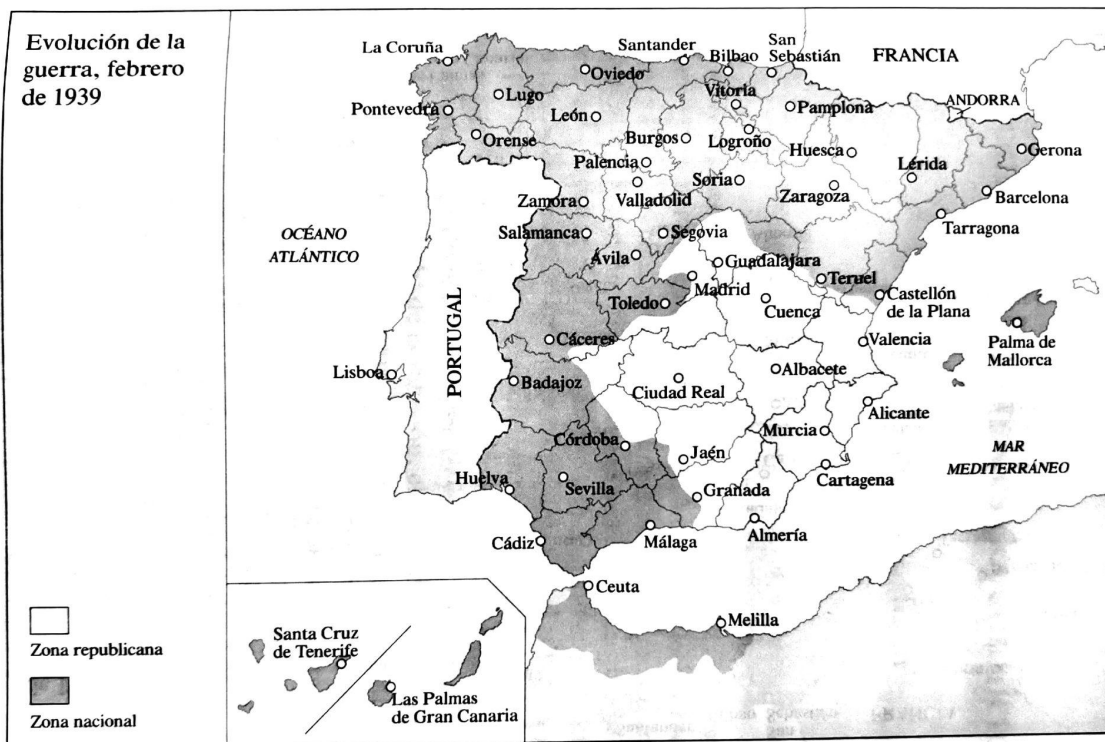 Evolución de la
guerra, febrero
de 1939
La Coruña
Santander
Bilbao
San
Sebastián
FRANCIA
Oviedo
Lugo
Vitoria
Pamplona
ANDORRA
Pontevedra
León
Orense
Burgos
Logroño
Huesca
Gerona
Palencia
Lérida
Soria
Zaragoza
Barcelona
Zamora
Valladolid
Tarragona
OCÉANO
ATLÁNTICO
Salamanca
Segovia
Ávila
Guadalajara
Madrid
Teruel
Toledo
Cuenca
Castellón
de la Plana
PORTUGAL
Cáceres
Valencia
Palma de
Mallorca
Lisboa
Badajoz
Ciudad Real
Albacete
Alicante
Córdoba
Murcia
Jaén
MAR
MEDITERRÁNEO
Huelva
Sevilla
Cartagena
Granada
Cádiz
Málaga
Almería
Ceuta
Melilla
Santa Cruz
de Tenerife
Las Palmas
de Gran Canaria
Zona republicana
Zona nacional